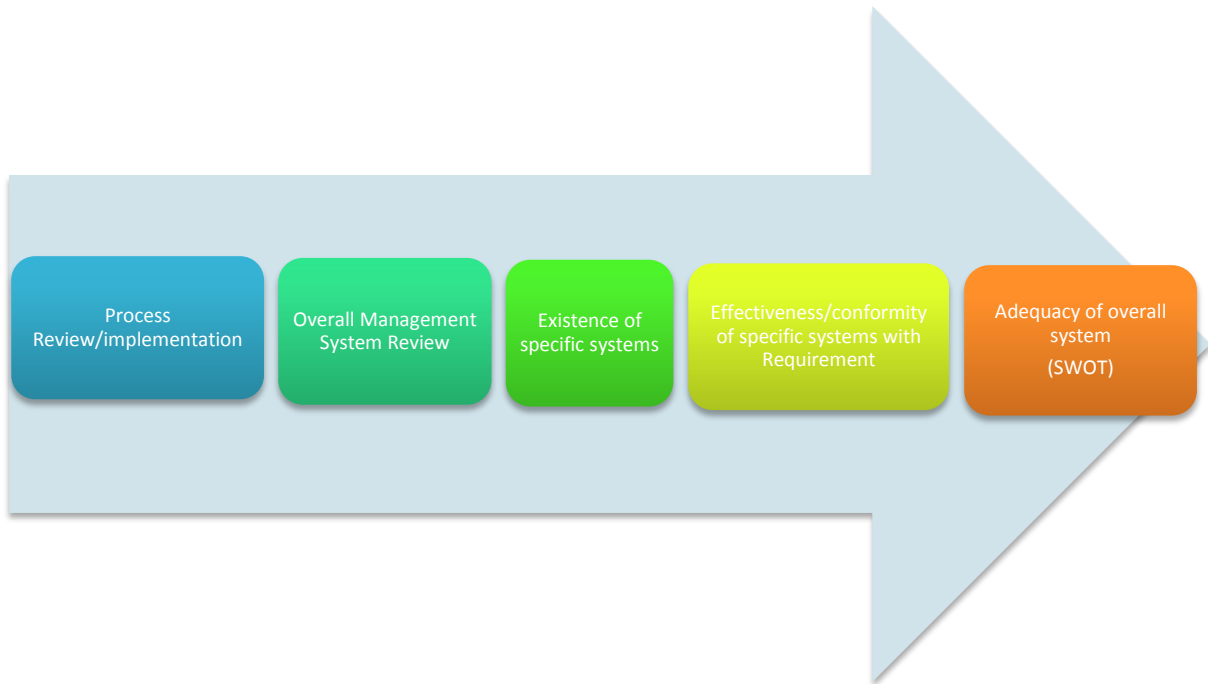 Process
Review/implementation
Overall Management
System Review
Existence of
specific systems
Effectiveness/conformity
of specific systems with
Requirement
Adequacy of overall
system
(SWOT)